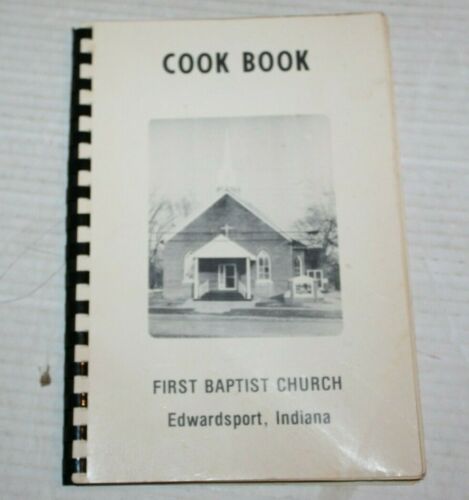 COOK BOOK
FIRST BAPTIST CHURCH
Edwardsport, Indiana